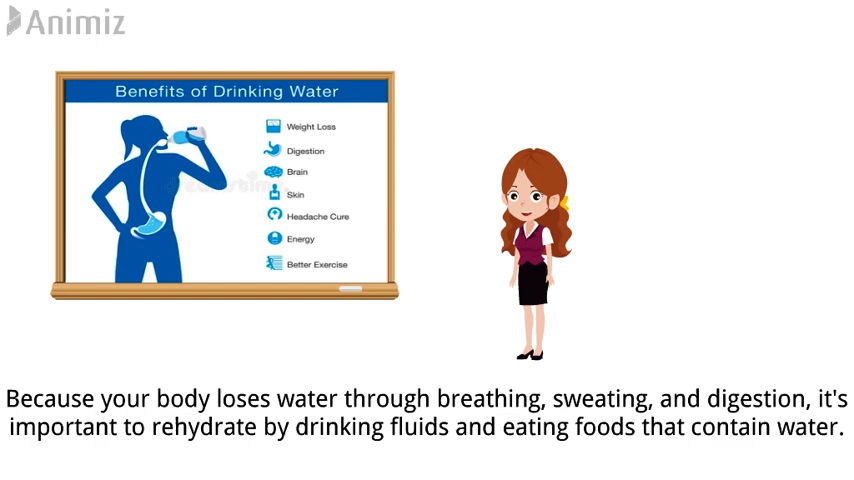 Animiz
Benefits of Drinking Water
Weight Loss
Digestion
Brain
Skin
Headache Cure
Energy
Better Exercise
Because your body loses water through breathing, sweating, and digestion, it's
important to rehydrate by drinking fluids and eating foods that contain water.